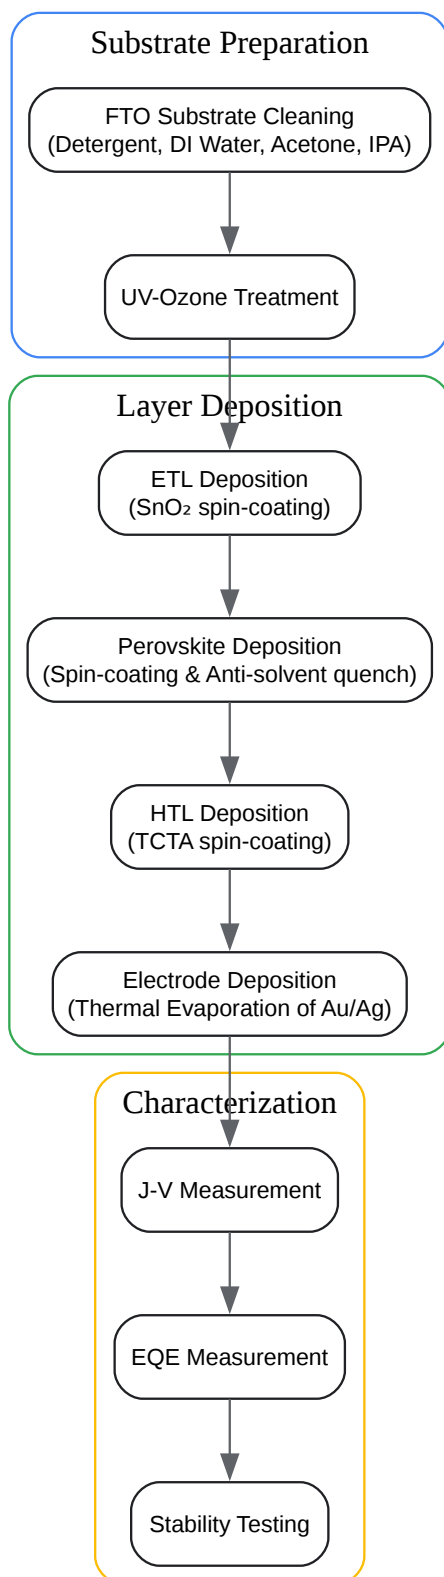 Substrate Preparation
FTO Substrate Cleaning
(Detergent, DI Water, Acetone, IPA)
UV-Ozone Treatment
Layer Deposition
ETL Deposition
(SnO₂ spin-coating)
Perovskite Deposition
(Spin-coating & Anti-solvent quench)
HTL Deposition
(TCTA spin-coating)
Electrode Deposition
(Thermal Evaporation of Au/Ag)
Characterization
J-V Measurement
EQE Measurement
Stability Testing